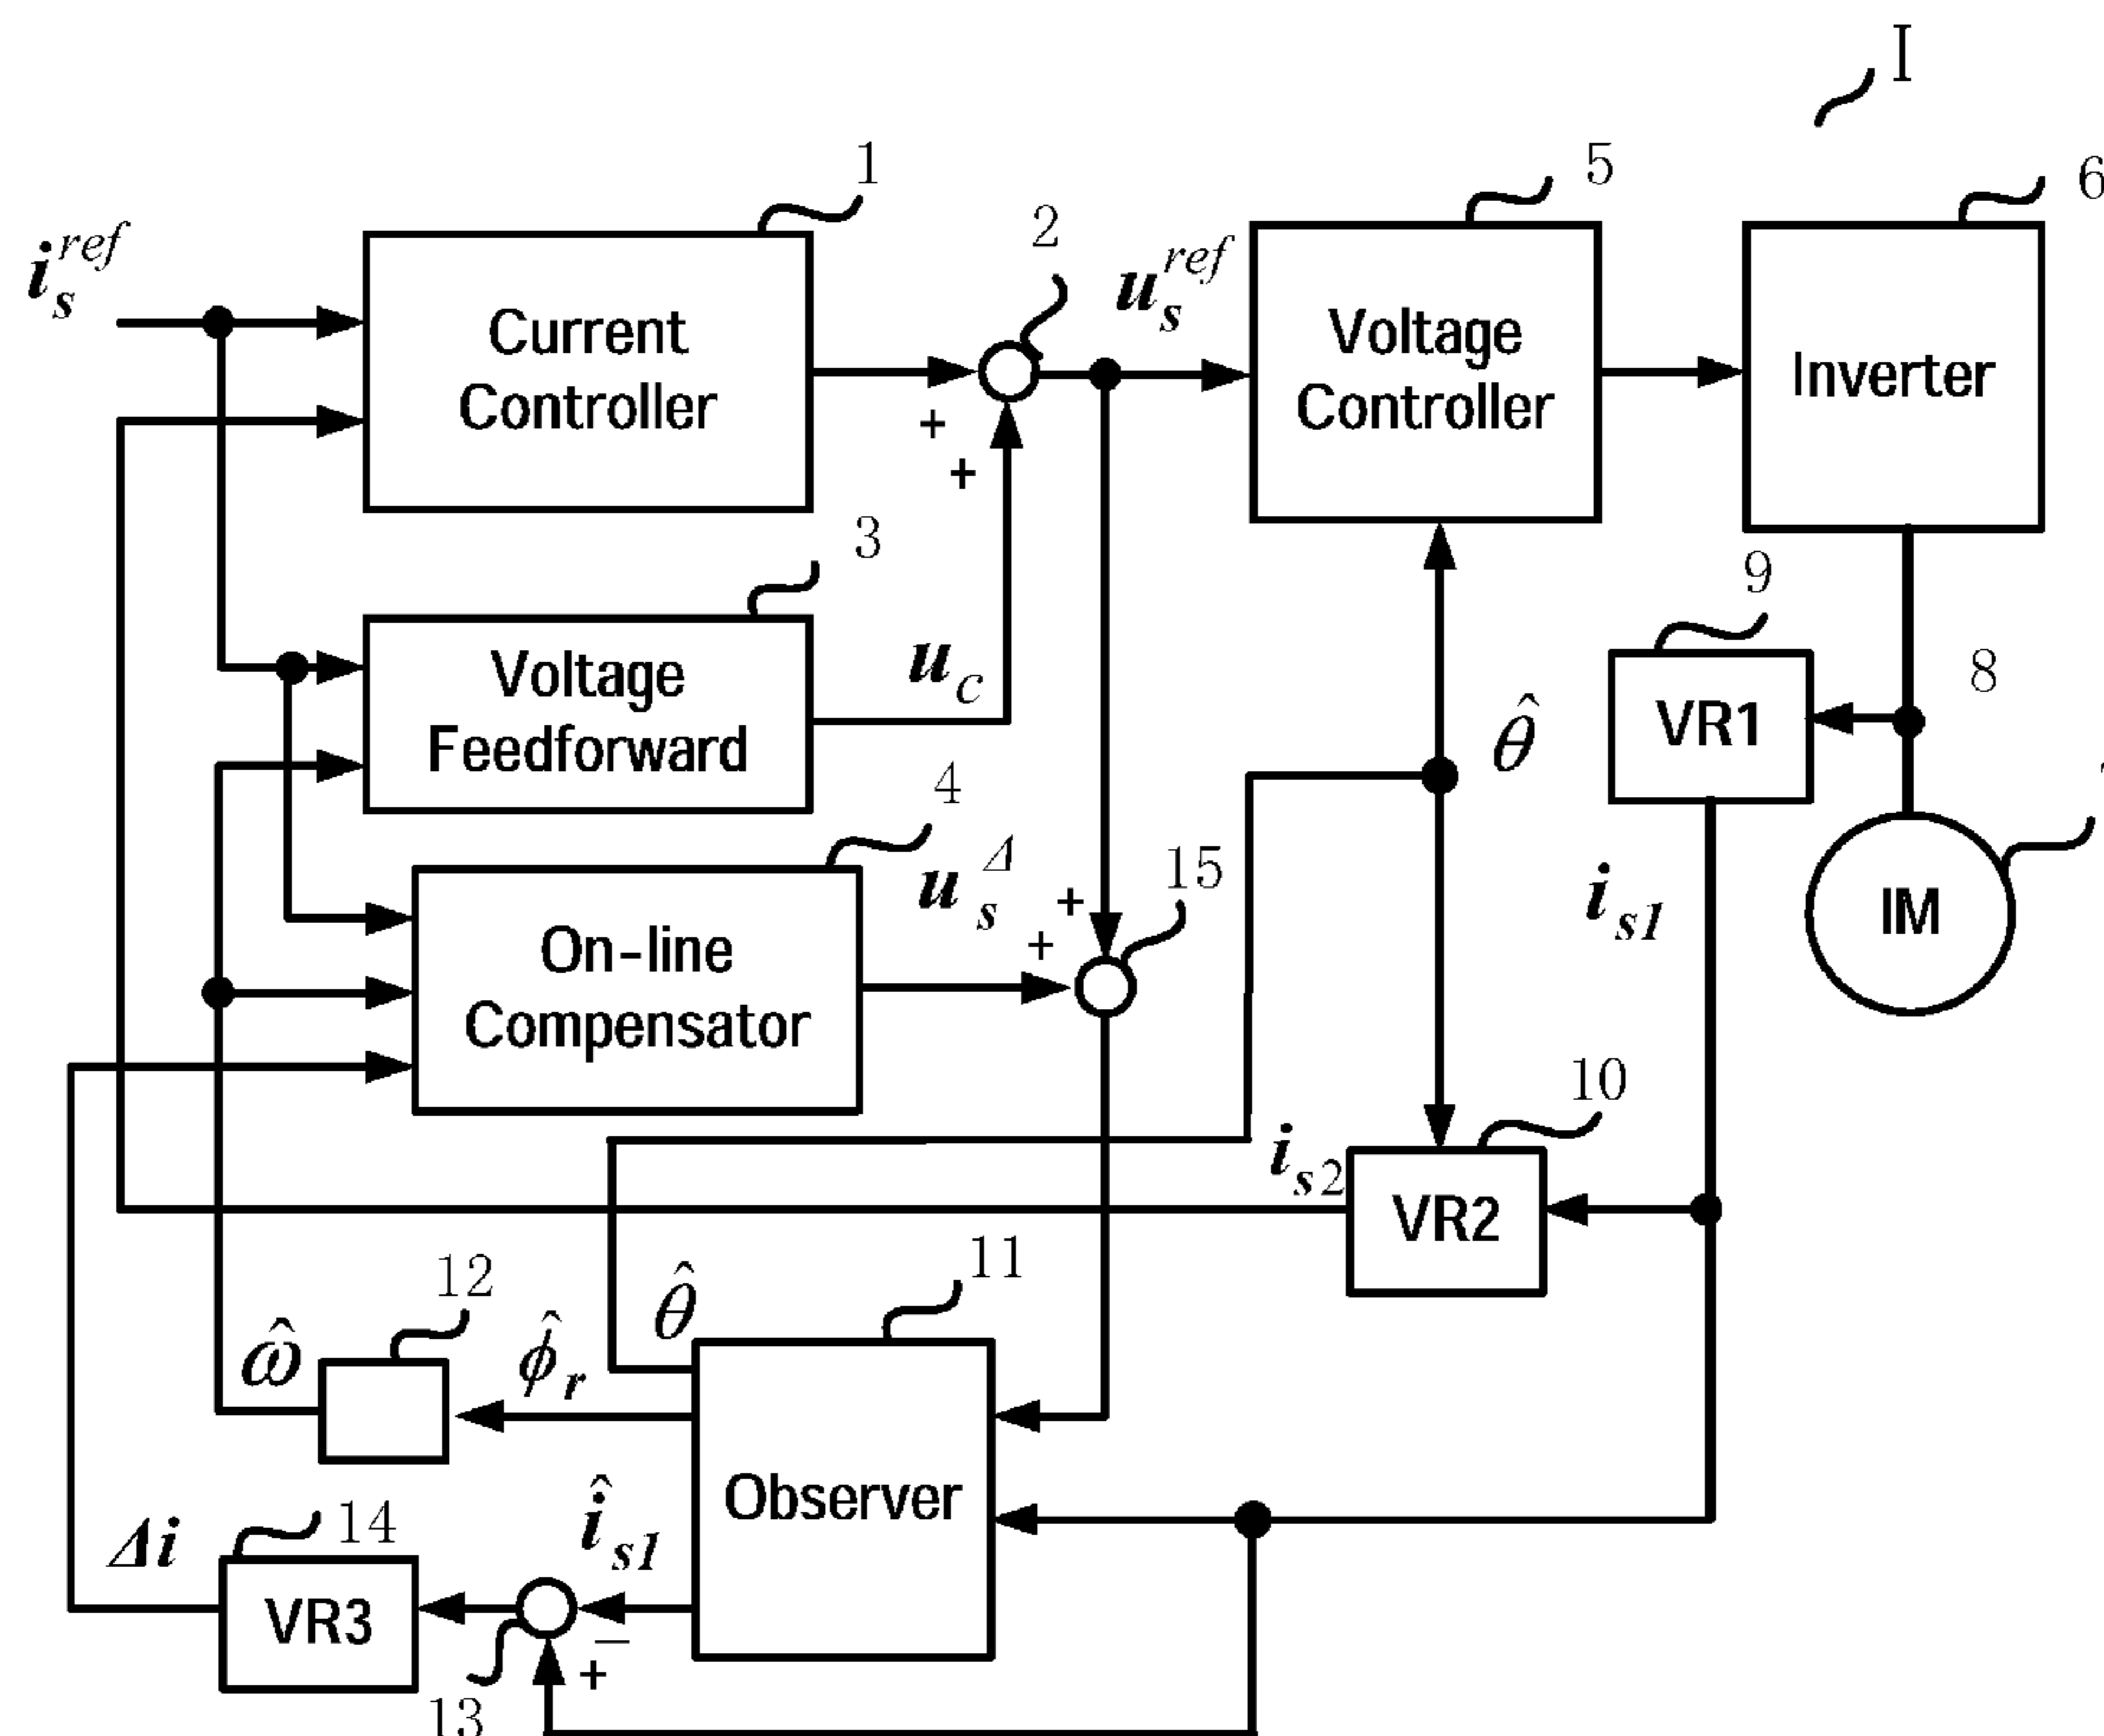 I
1
2
5
6
i_s^ref
Current
Controller
u_s^ref
Voltage
Controller
Inverter
+
+
3
9
Voltage
Feedforward
u_c
θ̂
VR1
8
4
u_s^Δ
+
15
+
i_s1
IM
On-line
Compensator
10
i_s2
VR2
11
12
θ̂
ω̂
φ̂_r
Observer
14
Δi
î_s1
VR3
−
+
13